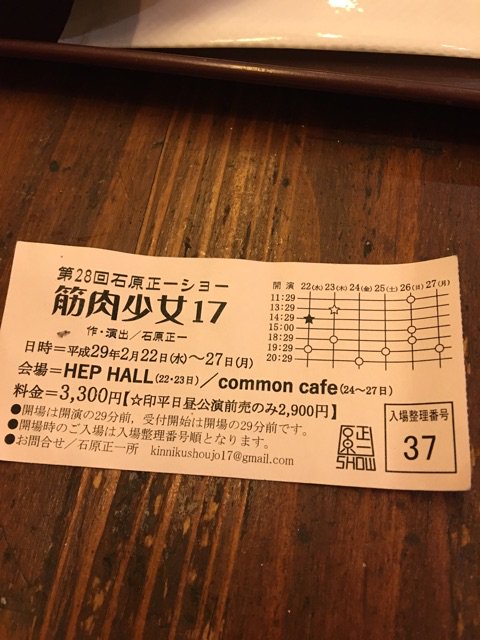 第28回石原正一ショー
筋肉少女17
作・演出／石原正一
日時＝平成29年2月22日(水)～27日(月)
会場＝HEP HALL(22・23日)／common cafe(24～27日)
料金＝3,300円【☆印平日昼公演前売のみ2,900円】
●開場は開演の29分前，受付開始は開場の29分前です。
●開場時のご入場は入場整理番号順となります。
●お問合せ／石原正一所 kinnikushoujo17@gmail.com
開演 22(水) 23(木) 24(金) 25(土) 26(日) 27(月)
11:29
13:29
14:29
15:00
18:29
19:29
20:29
正
原
SHOW
入場整理番号
37